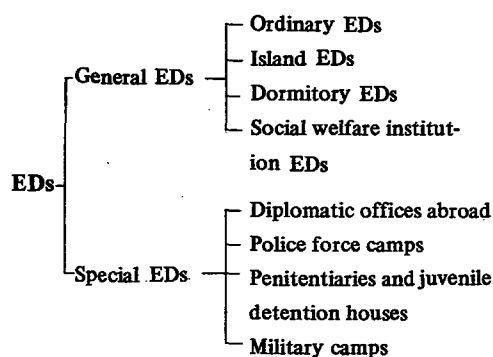 Ordinary EDs
General EDs
Island EDs
Dormitory EDs
Social welfare institut-
ion EDs
EDs
Diplomatic offices abroad
Police force camps
Special EDs
Penitentiaries and juvenile
detention houses
Military camps